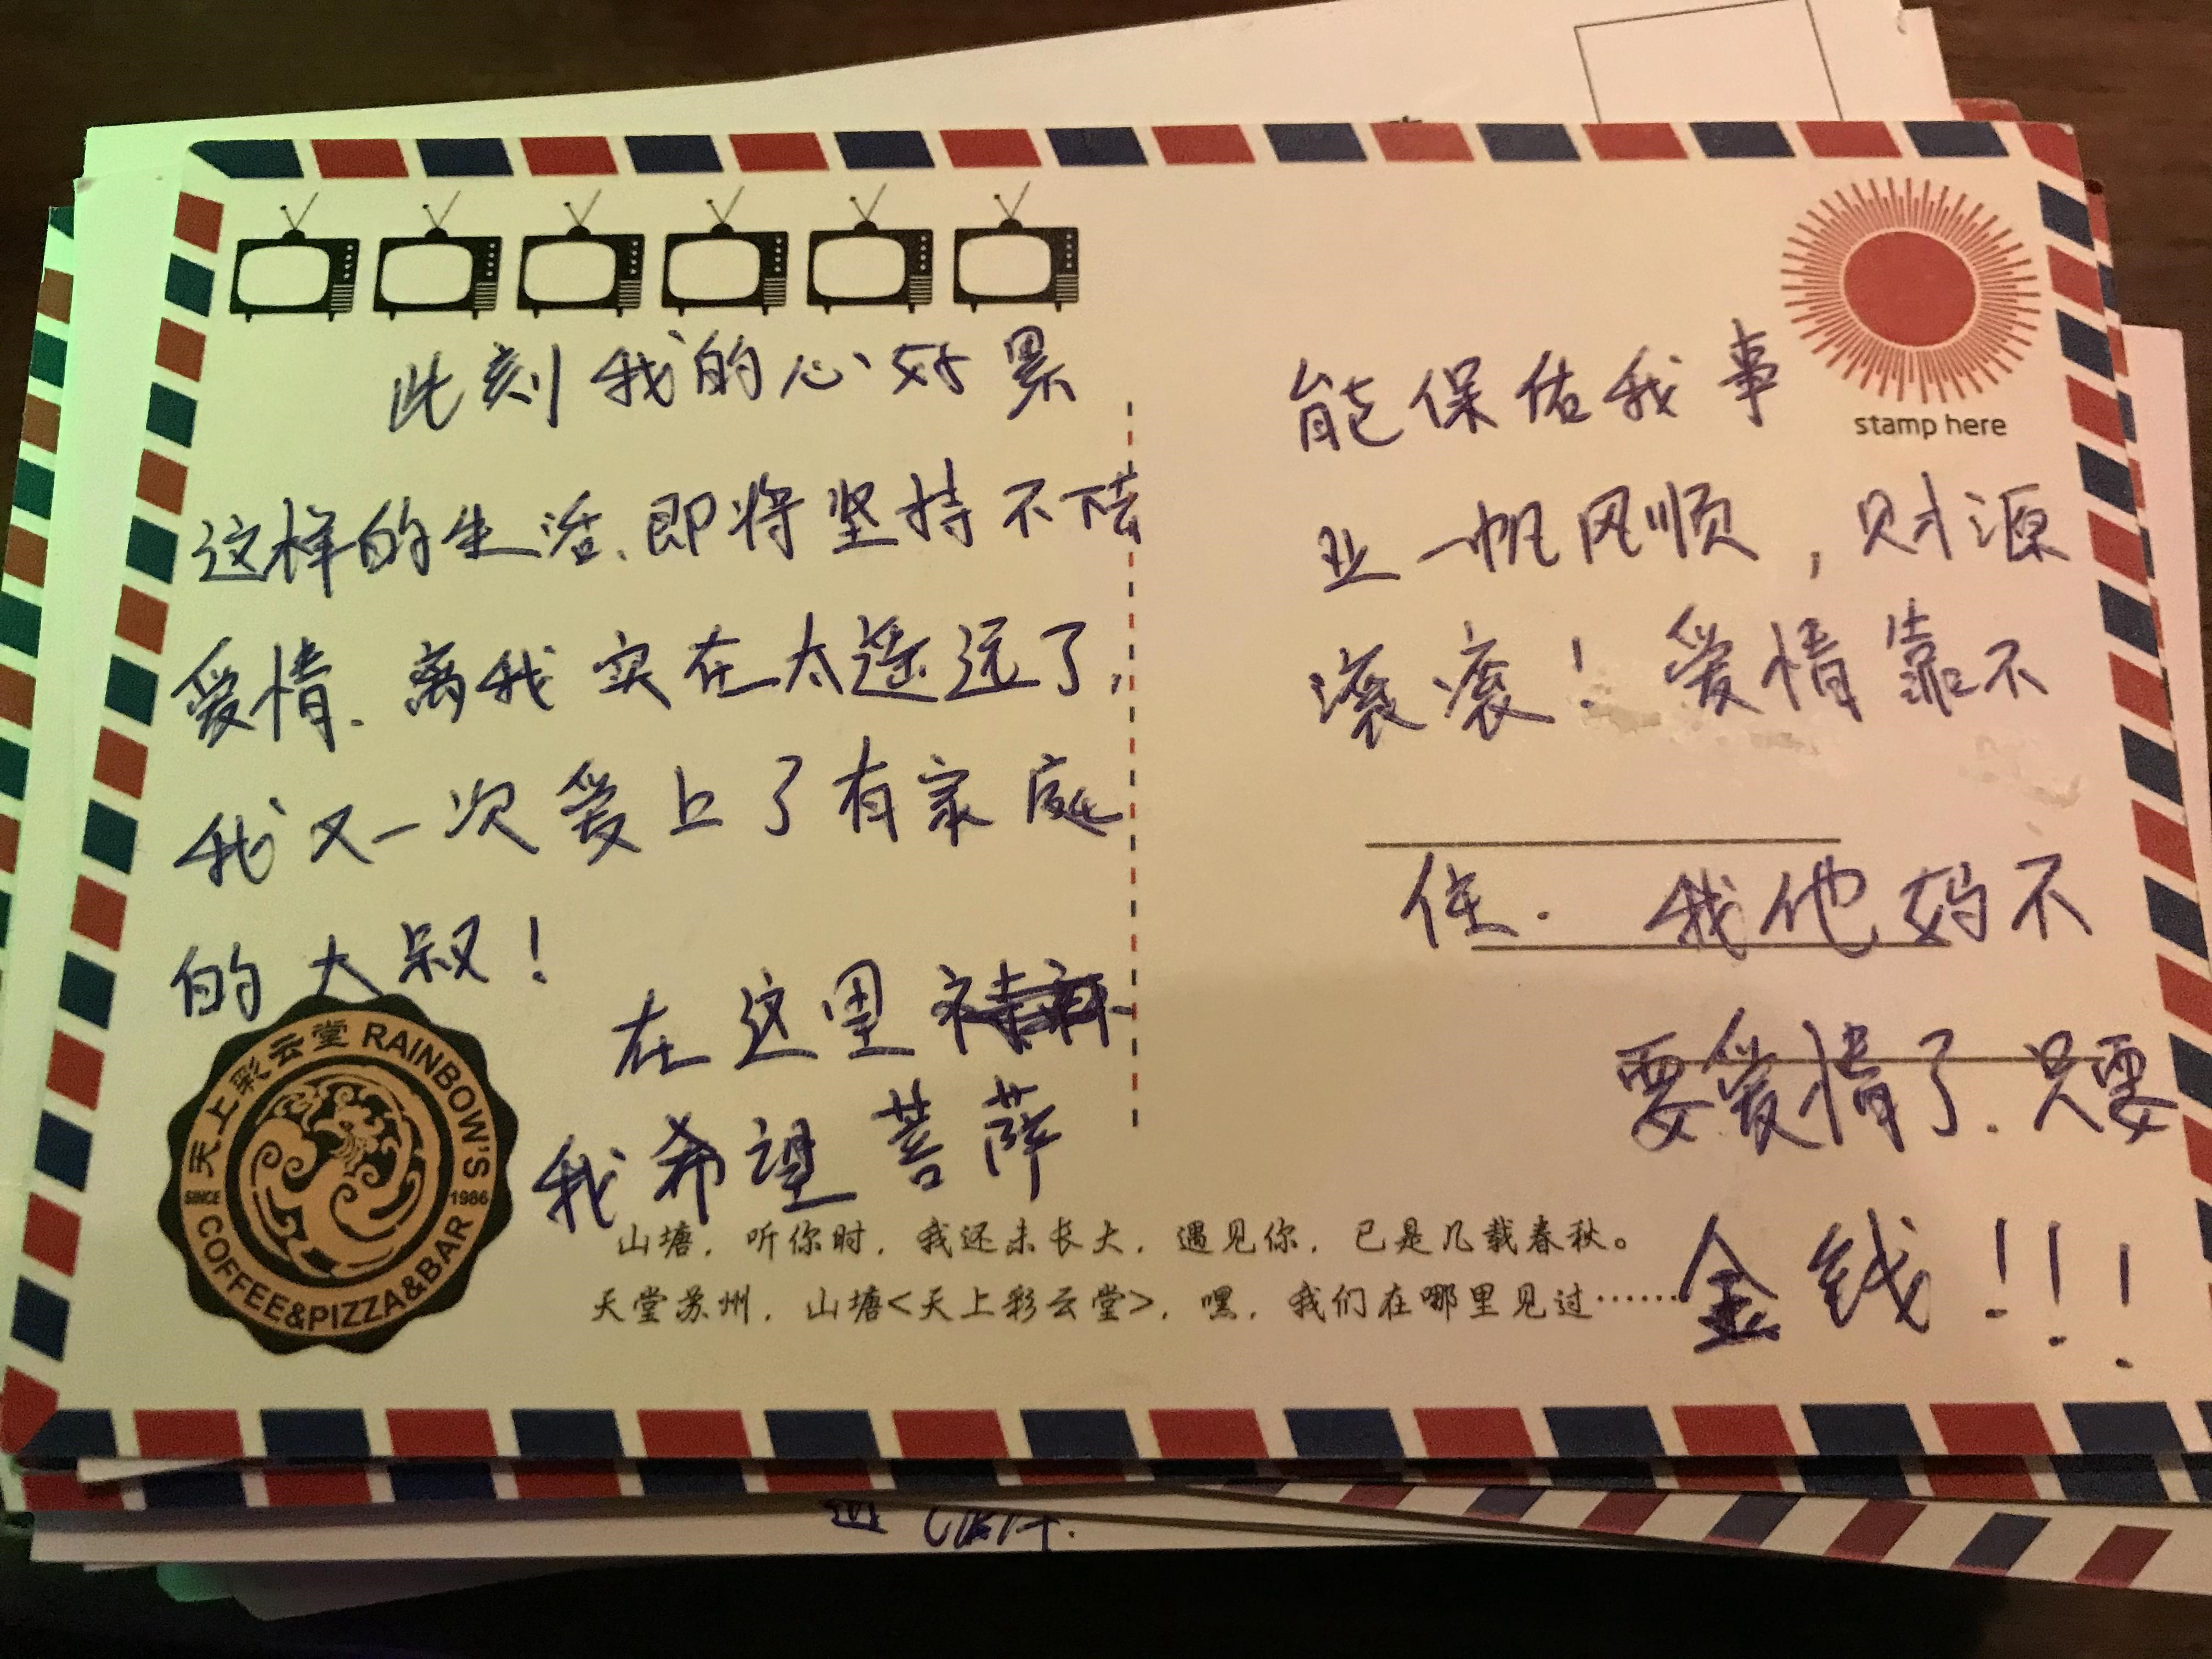 此刻我的心好累
这样的生活、即将坚持不下去
爱情、离我实在太遥远了，
我又一次爱上了有家庭
的大叔！
在这里
我希望菩萨
能保佑我事
业一帆风顺，财源
滚滚！爱情靠不
住. 我他妈不
要爱情了.只要
金钱！！！
stamp here
天上彩云堂 RAINBOW'S
SINCE 1986
COFFEE&PIZZA&BAR
山塘，听你时，我还未长大，遇见你，已是几载春秋。
天堂苏州，山塘<天上彩云堂>，嘿，我们在哪里见过……